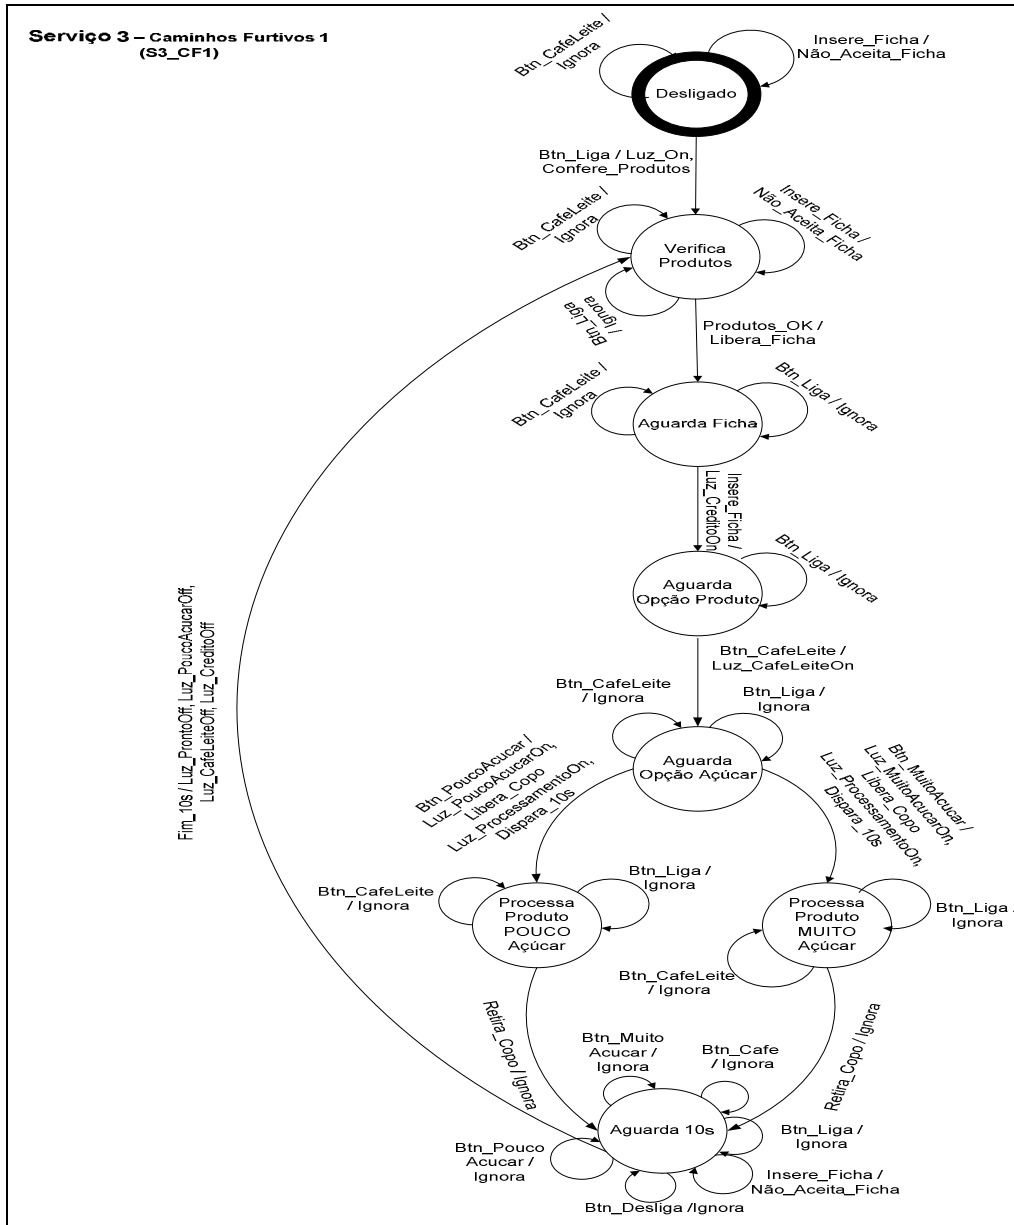 Serviço 3 – Caminhos Furtivos 1
(S3_CF1)
Btn_CafeLeite /
Ignora
Insere_Ficha /
Não_Aceita_Ficha
Desligado
Btn_Liga / Luz_On,
Confere_Produtos
Btn_CafeLeite /
Ignora
Insere_Ficha /
Não_Aceita_Ficha
Verifica
Produtos
Btn_Liga
/ Ignora
Produtos_OK /
Libera_Ficha
Btn_CafeLeite /
Ignora
Btn_Liga / Ignora
Aguarda Ficha
Insere_Ficha /
Luz_CreditoOn
Btn_Liga / Ignora
Aguarda
Opção Produto
Btn_CafeLeite /
Luz_CafeLeiteOn
Btn_CafeLeite
/ Ignora
Btn_Liga /
Ignora
Aguarda
Opção Açúcar
Btn_PoucoAcucar /
Luz_PoucoAcucarOn,
Libera_Copo
Luz_ProcessamentoOn,
Dispara_10s
Btn_MuitoAcucar /
Luz_MuitoAcucarOn,
Libera_Copo
Luz_ProcessamentoOn,
Dispara_10s
Fim_10s / Luz_ProntoOff, Luz_PoucoAcucarOff,
Luz_CafeLeiteOff, Luz_CreditoOff
Btn_CafeLeite
/ Ignora
Btn_Liga /
Ignora
Processa
Produto
POUCO
Açúcar
Processa
Produto
MUITO
Açúcar
Btn_Liga /
Ignora
Btn_CafeLeite
/ Ignora
Retira_Copo / Ignora
Retira_Copo / Ignora
Btn_Muito
Acucar /
Ignora
Btn_Cafe
/ Ignora
Aguarda 10s
Btn_Liga /
Ignora
Btn_Pouco
Acucar /
Ignora
Insere_Ficha /
Não_Aceita_Ficha
Btn_Desliga /Ignora